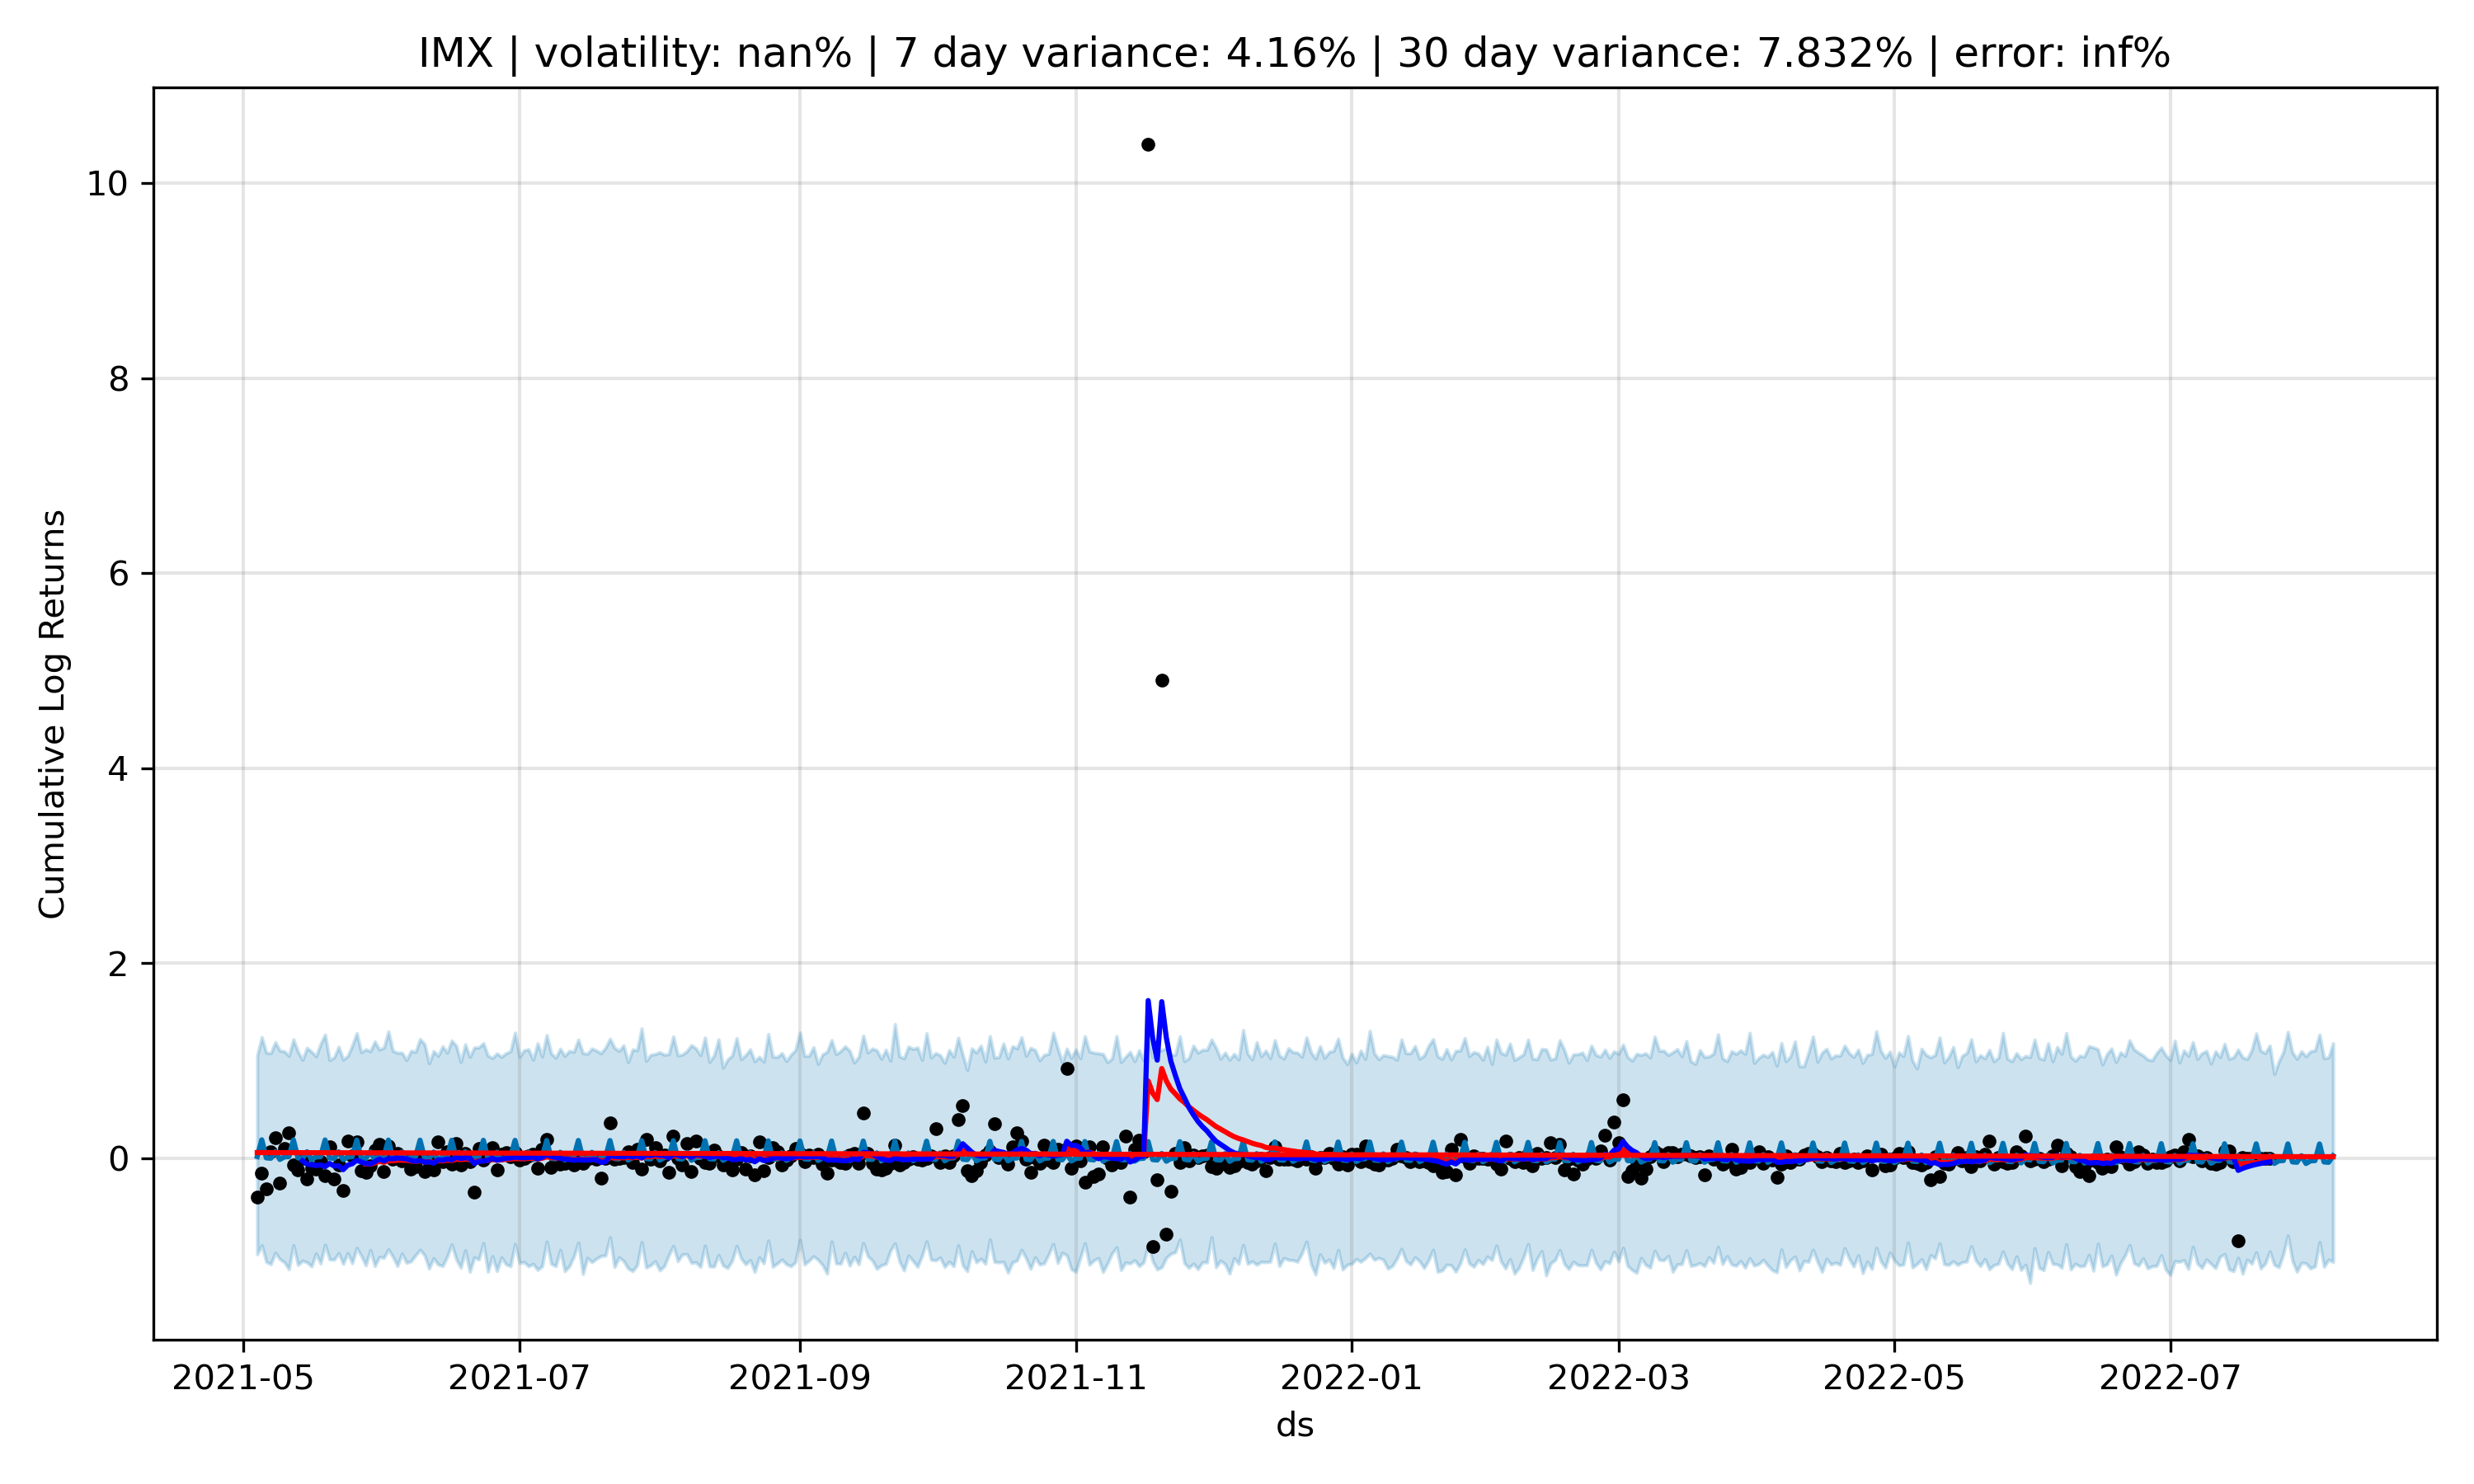 IMX | volatility: nan% | 7 day variance: 4.16% | 30 day variance: 7.832% | error: inf%
10
8
6
4
2
0
Cumulative Log Returns
2021-05 2021-07 2021-09 2021-11 2022-01 2022-03 2022-05 2022-07
ds